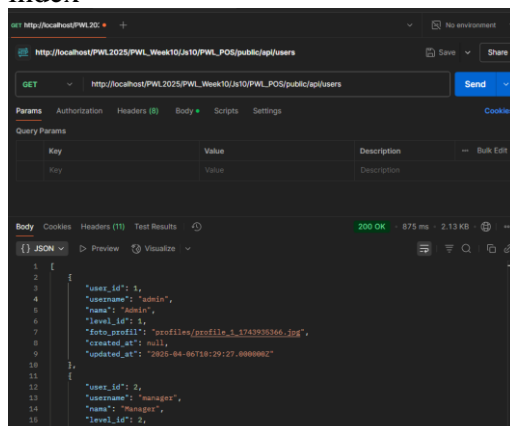 index
GET http://localhost/PWL20:
+
No environment
http://localhost/PWL2025/PWL_Week10/Js10/PWL_POS/public/api/users
Save
Share
GET http://localhost/PWL.2025/PWL_Week10/Js10/PWL_POS/public/api/users
Send
Params Authorization Headers (8) Body Scripts Settings
Cookie
Query Params
Key Value Description Bulk Edit
Key Value Description
Body Cookies Headers (11) Test Results
200 OK 875 ms 2.13 KB
{} JSON Preview Visualize
1 [
2 {
3 "user_id": 1,
4 "username": "admin",
5 "nama": "Admin",
6 "level_id": 1,
7 "foto_profil": "profiles/profile_1_1743935366.jpg",
8 "created_at": null,
9 "updated_at": "2025-04-06T10:29:27.000000Z"
10 },
11 {
12 "user_id": 2,
13 "username": "manager",
14 "nama": "Manager",
15 "level_id": 2,